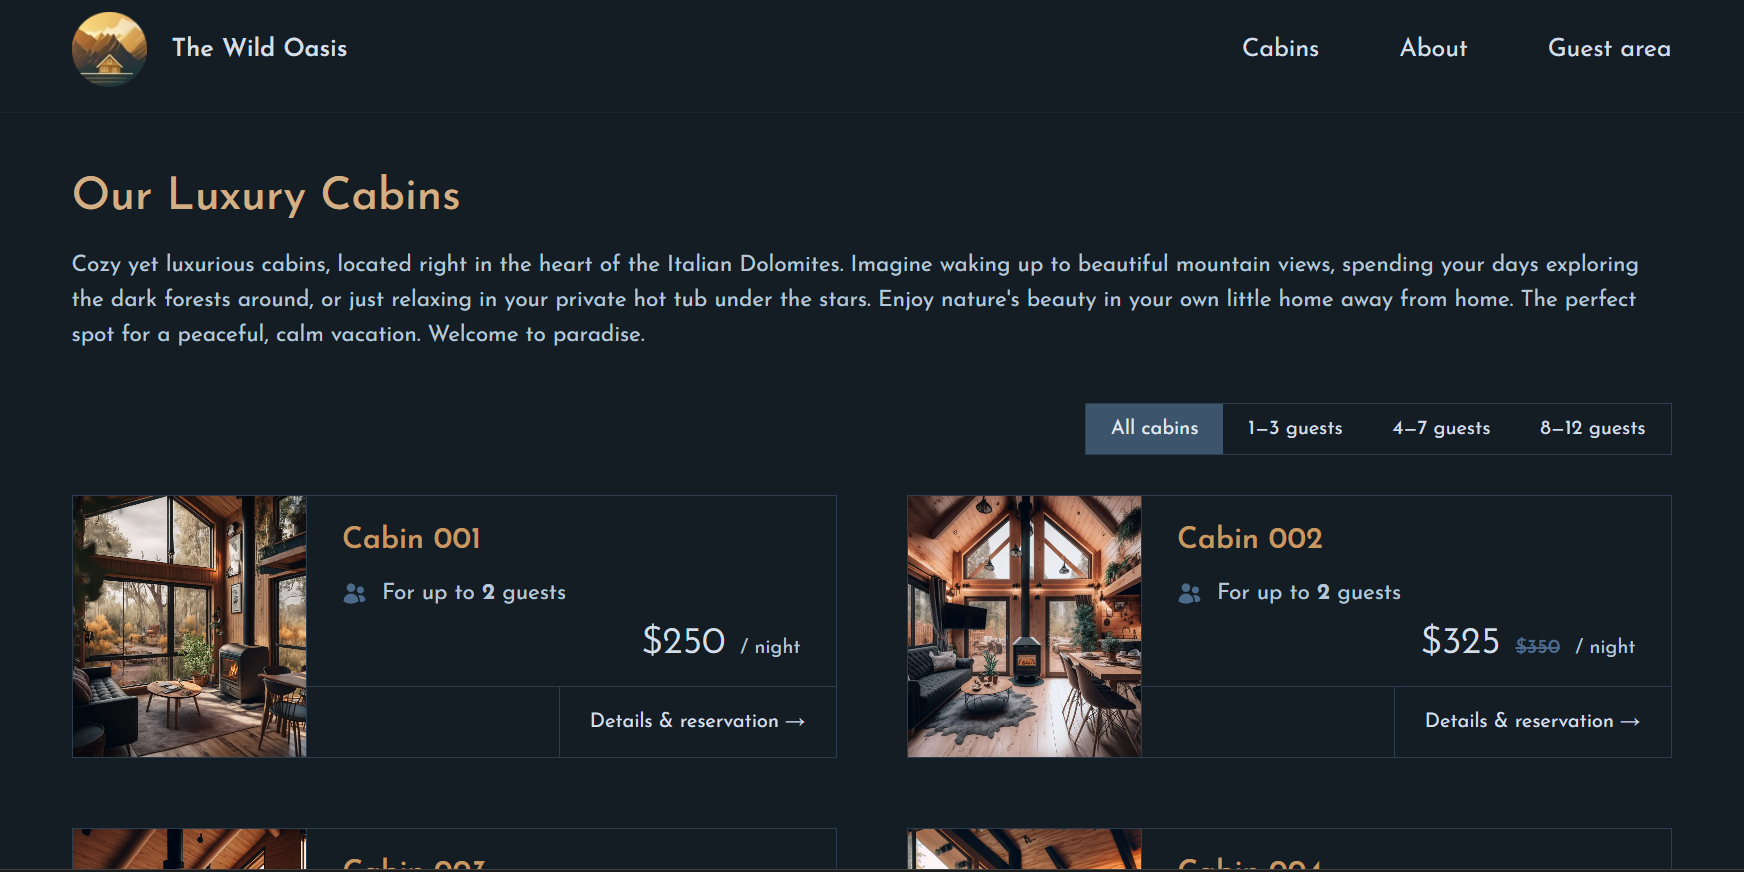 The Wild Oasis
Cabins
About
Guest area
Our Luxury Cabins
Cozy yet luxurious cabins, located right in the heart of the Italian Dolomites. Imagine waking up to beautiful mountain views, spending your days exploring
the dark forests around, or just relaxing in your private hot tub under the stars. Enjoy nature's beauty in your own little home away from home. The perfect
spot for a peaceful, calm vacation. Welcome to paradise.
All cabins
1–3 guests
4–7 guests
8–12 guests
Cabin 001
For up to 2 guests
$250 / night
Details & reservation →
Cabin 002
For up to 2 guests
$325 $350 / night
Details & reservation →
Cabin 003
Cabin 004